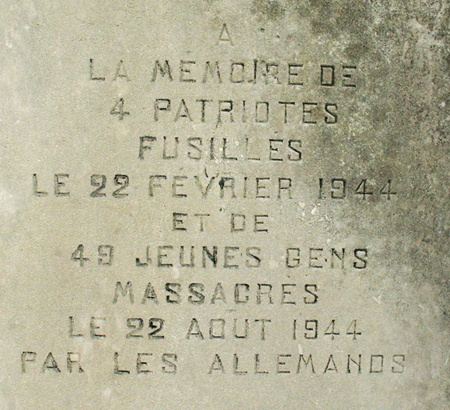 A
LA MEMOIRE DE
4 PATRIOTES
FUSILLES
LE 22 FEVRIER 1944
ET DE
49 JEUNES GENS
MASSACRES
LE 22 AOUT 1944
PAR LES ALLEMANDS